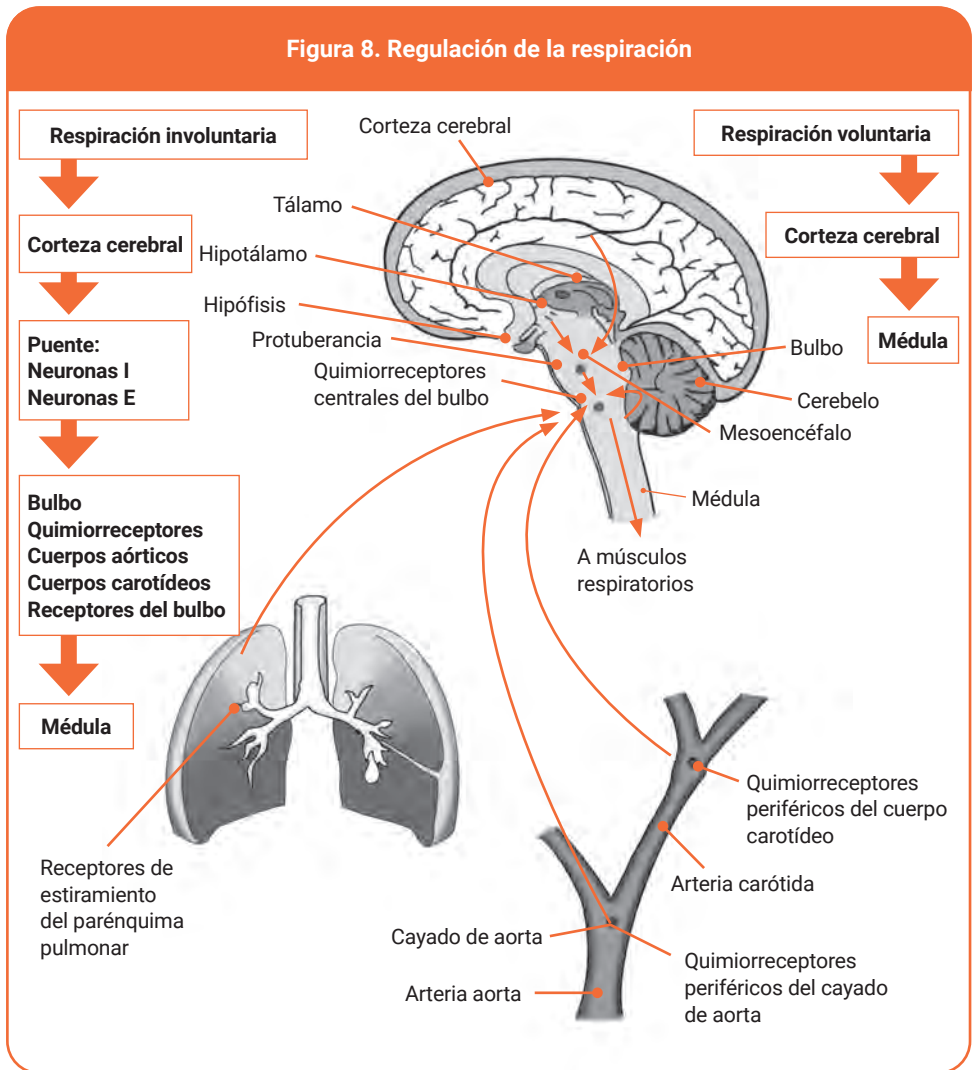 Figura 8. Regulación de la respiración
Respiración involuntaria
Corteza cerebral
Puente:
Neuronas I
Neuronas E
Bulbo
Quimiorreceptores
Cuerpos aórticos
Cuerpos carotídeos
Receptores del bulbo
Médula
Corteza cerebral
Tálamo
Hipotálamo
Hipófisis
Protuberancia
Quimiorreceptores
centrales del bulbo
Respiración voluntaria
Corteza cerebral
Médula
Bulbo
Cerebelo
Mesoencéfalo
Médula
A músculos
respiratorios
Receptores de
estiramiento
del parénquima
pulmonar
Quimiorreceptores
periféricos del cuerpo
carotídeo
Arteria carótida
Cayado de aorta
Arteria aorta
Quimiorreceptores
periféricos del cayado
de aorta